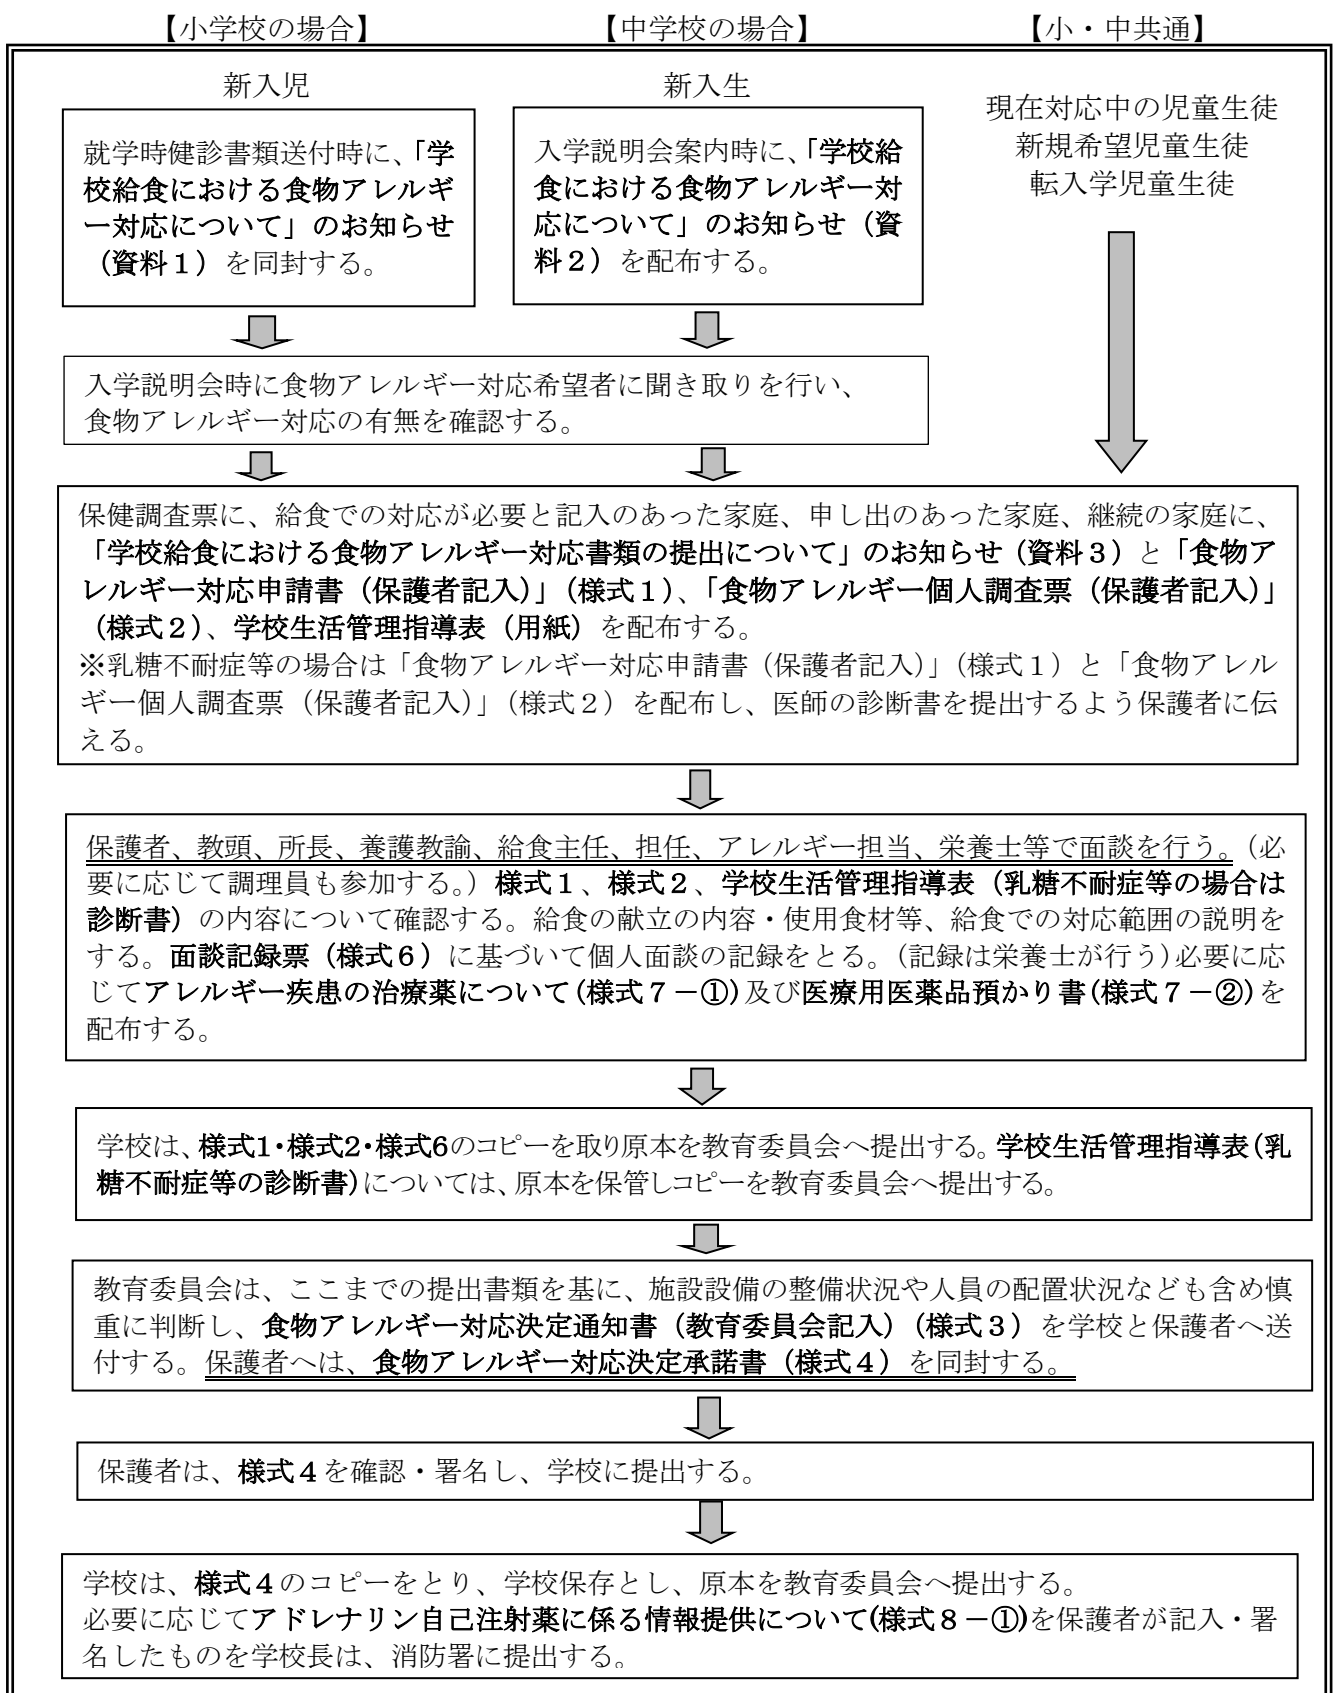 【小学校の場合】
【中学校の場合】
【小・中共通】
新入児
就学時健診書類送付時に、「学
校給食における食物アレルギ
ー対応について」のお知らせ
（資料１）を同封する。
新入生
入学説明会案内時に、「学校給
食における食物アレルギー対
応について」のお知らせ（資
料２）を配布する。
現在対応中の児童生徒
新規希望児童生徒
転入学児童生徒
入学説明会時に食物アレルギー対応希望者に聞き取りを行い、
食物アレルギー対応の有無を確認する。
保健調査票に、給食での対応が必要と記入のあった家庭、申し出のあった家庭、継続の家庭に、
「学校給食における食物アレルギー対応書類の提出について」のお知らせ（資料３）と「食物ア
レルギー対応申請書（保護者記入）」（様式１）、「食物アレルギー個人調査票（保護者記入）」
（様式２）、学校生活管理指導表（用紙）を配布する。
※乳糖不耐症等の場合は「食物アレルギー対応申請書（保護者記入）」（様式１）と「食物アレル
ギー個人調査票（保護者記入）」（様式２）を配布し、医師の診断書を提出するよう保護者に伝
える。
保護者、教頭、所長、養護教諭、給食主任、担任、アレルギー担当、栄養士等で面談を行う。（必
要に応じて調理員も参加する。）様式１、様式２、学校生活管理指導表（乳糖不耐症等の場合は
診断書）の内容について確認する。給食の献立の内容・使用食材等、給食での対応範囲の説明を
する。面談記録票（様式６）に基づいて個人面談の記録をとる。（記録は栄養士が行う）必要に応
じてアレルギー疾患の治療薬について（様式７－①）及び医療用医薬品預かり書（様式７－②）を
配布する。
学校は、様式1・様式2・様式6のコピーを取り原本を教育委員会へ提出する。学校生活管理指導表（乳
糖不耐症等の診断書）については、原本を保管しコピーを教育委員会へ提出する。
教育委員会は、ここまでの提出書類を基に、施設設備の整備状況や人員の配置状況なども含め慎
重に判断し、食物アレルギー対応決定通知書（教育委員会記入）（様式３）を学校と保護者へ送
付する。保護者へは、食物アレルギー対応決定承諾書（様式４）を同封する。
保護者は、様式４を確認・署名し、学校に提出する。
学校は、様式４のコピーをとり、学校保存とし、原本を教育委員会へ提出する。
必要に応じてアドレナリン自己注射薬に係る情報提供について(様式８－①)を保護者が記入・署
名したものを学校長は、消防署に提出する。